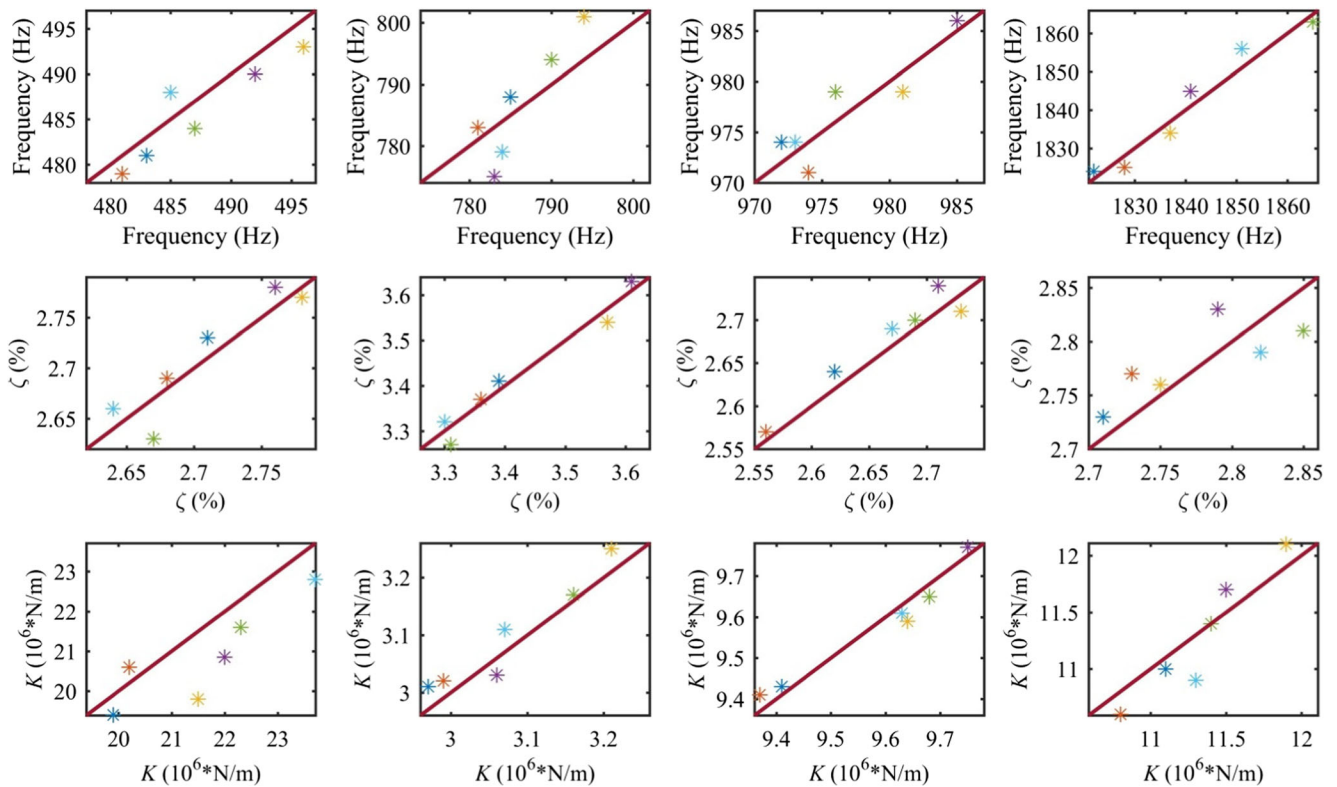 Frequency (Hz)
495
490
485
480
480 485 490 495
Frequency (Hz)
Frequency (Hz)
800
790
780
780 790 800
Frequency (Hz)
Frequency (Hz)
985
980
975
970
970 975 980 985
Frequency (Hz)
Frequency (Hz)
1860
1850
1840
1830
1830 1840 1850 1860
Frequency (Hz)
ζ (%)
2.75
2.7
2.65
2.65 2.7 2.75
ζ (%)
ζ (%)
3.6
3.5
3.4
3.3
3.3 3.4 3.5 3.6
ζ (%)
ζ (%)
2.7
2.65
2.6
2.55
2.55 2.6 2.65 2.7
ζ (%)
ζ (%)
2.85
2.8
2.75
2.7
2.7 2.75 2.8 2.85
ζ (%)
K (10⁶*N/m)
23
22
21
20
20 21 22 23
K (10⁶*N/m)
K (10⁶*N/m)
3.2
3.1
3
3 3.1 3.2
K (10⁶*N/m)
K (10⁶*N/m)
9.7
9.6
9.5
9.4
9.4 9.5 9.6 9.7
K (10⁶*N/m)
K (10⁶*N/m)
12
11.5
11
11 11.5 12
K (10⁶*N/m)